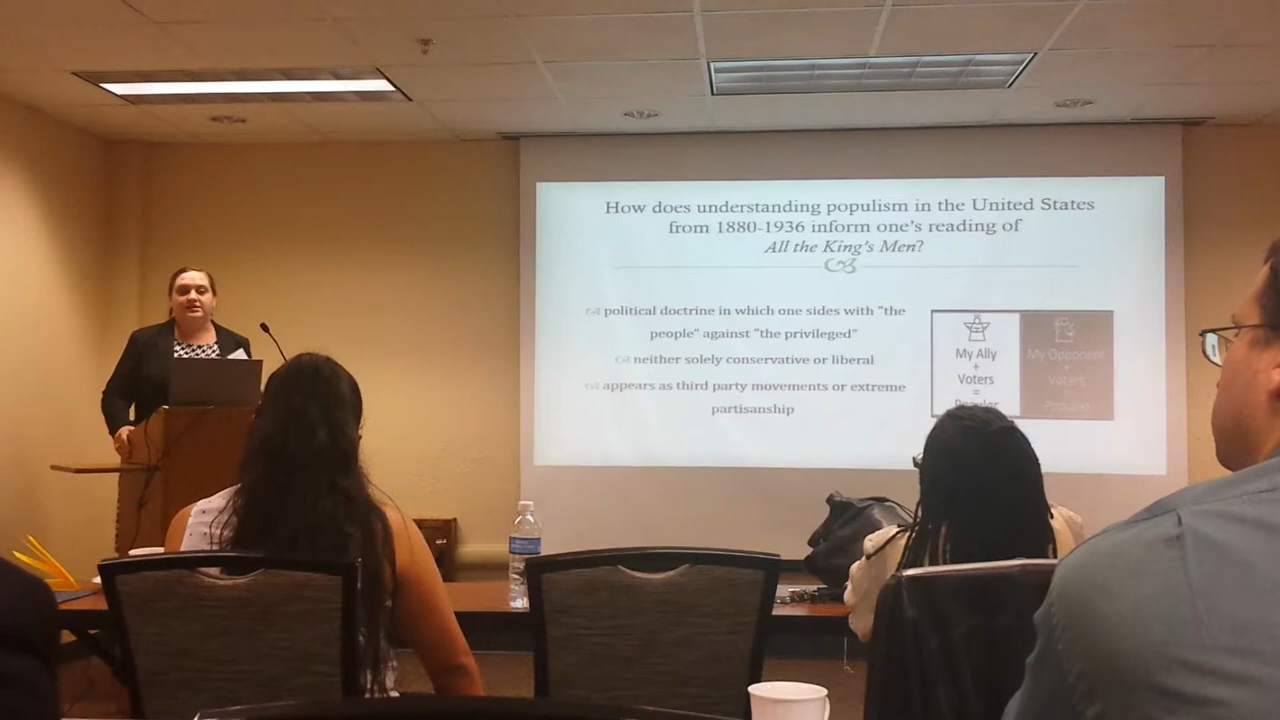 How does understanding populism in the United States
from 1880-1936 inform one's reading of
All the King's Men?
political doctrine in which one sides with "the
people" against "the privileged"
neither solely conservative or liberal
appears as third party movements or extreme
partisanship
My Ally
+
Voters
=
Popular
My Opponent
+
Voters
=